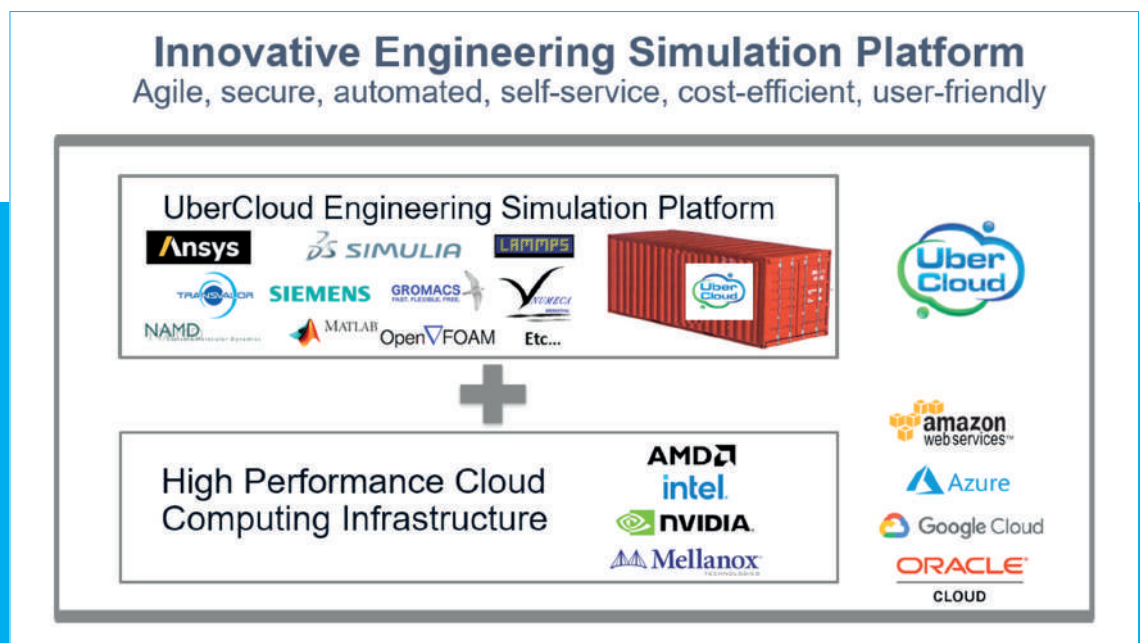 Innovative Engineering Simulation Platform
Agile, secure, automated, self-service, cost-efficient, user-friendly
UberCloud Engineering Simulation Platform
Ansys
SIMULIA
LAMMPS
TRANSVALOR
SIEMENS
GROMACS
FAST. FLEXIBLE. FREE.
NUMECA
NAMD
MATLAB
OpenFOAM
Etc...
Uber
Cloud
Uber
Cloud
High Performance Cloud
Computing Infrastructure
AMD
intel.
NVIDIA.
Mellanox
TECHNOLOGIES
amazon
web services™
Azure
Google Cloud
ORACLE®
CLOUD